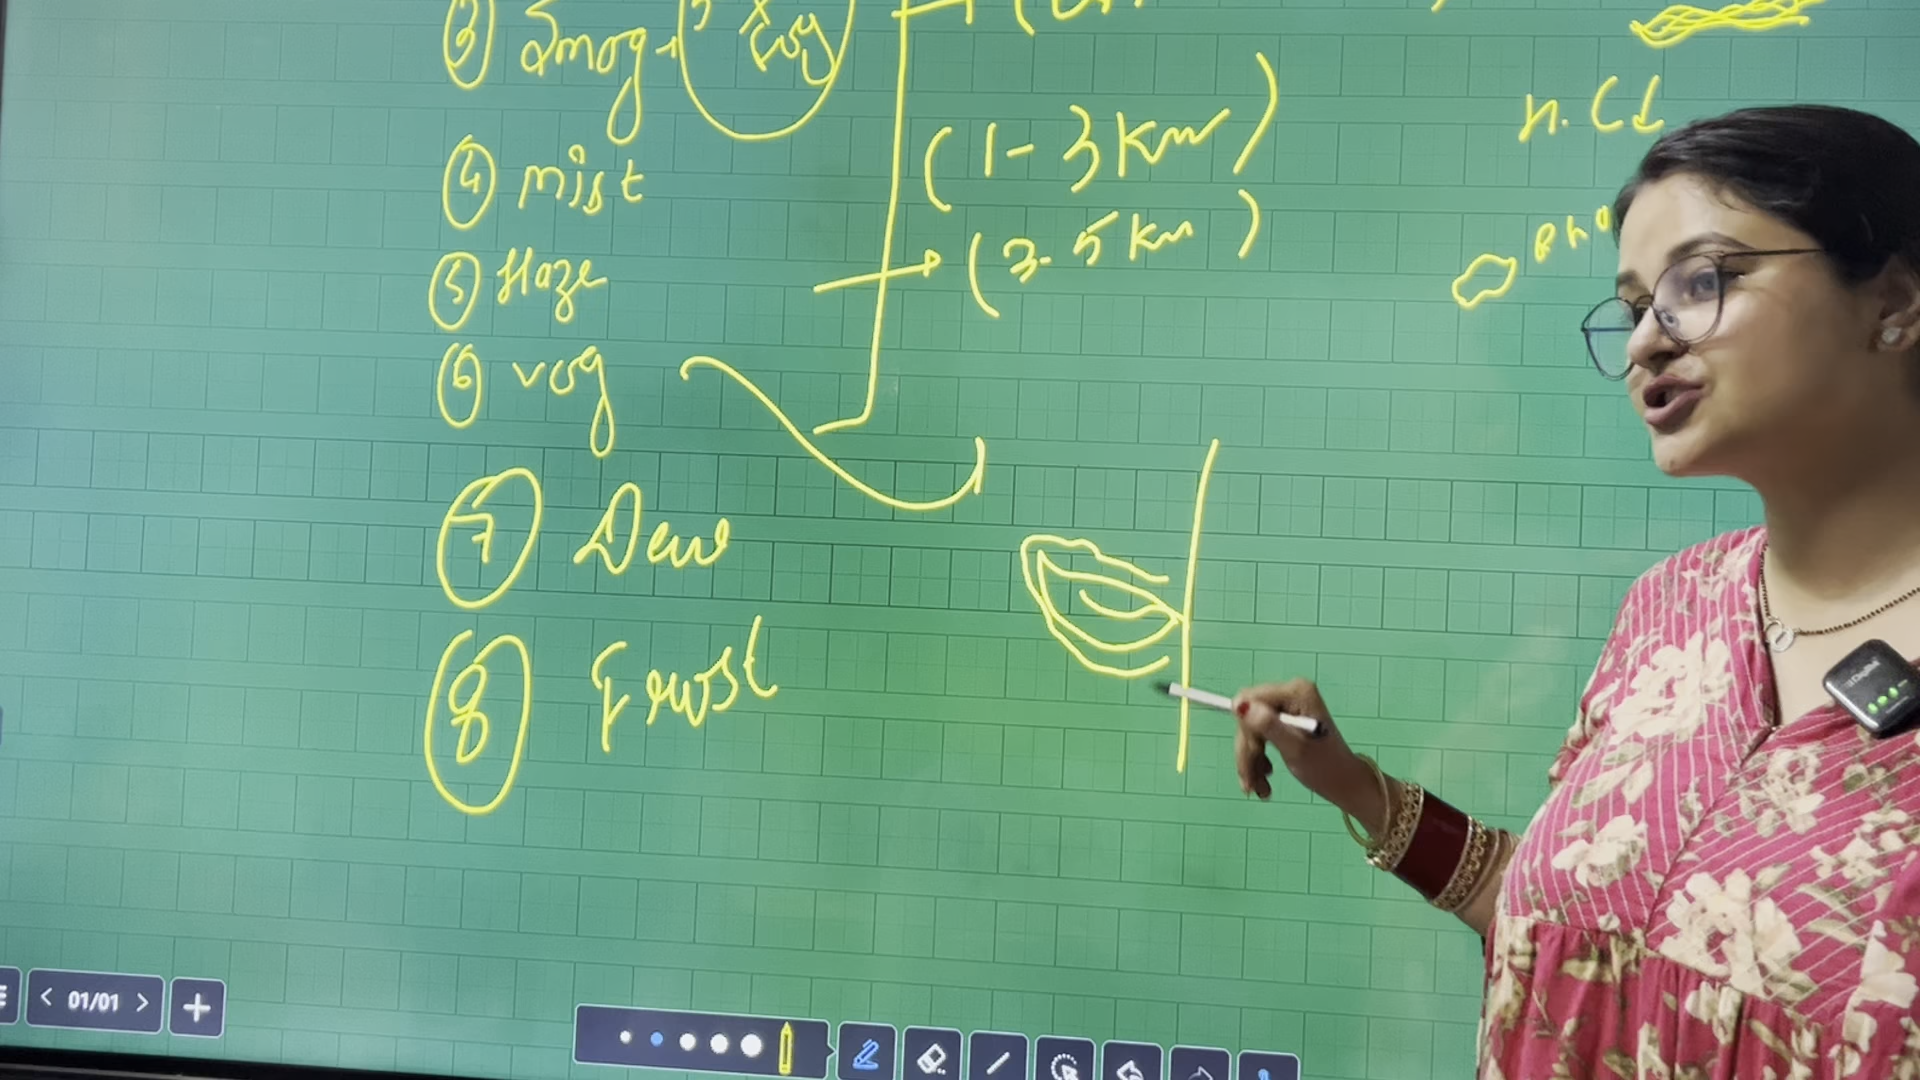 ③ Smog + Fog
(1-3 Km)
n.C↓
④ mist
(3.5 Km)
⑤ Haze
⑥ vog
⑦ Dew
⑧ Frost
01/01